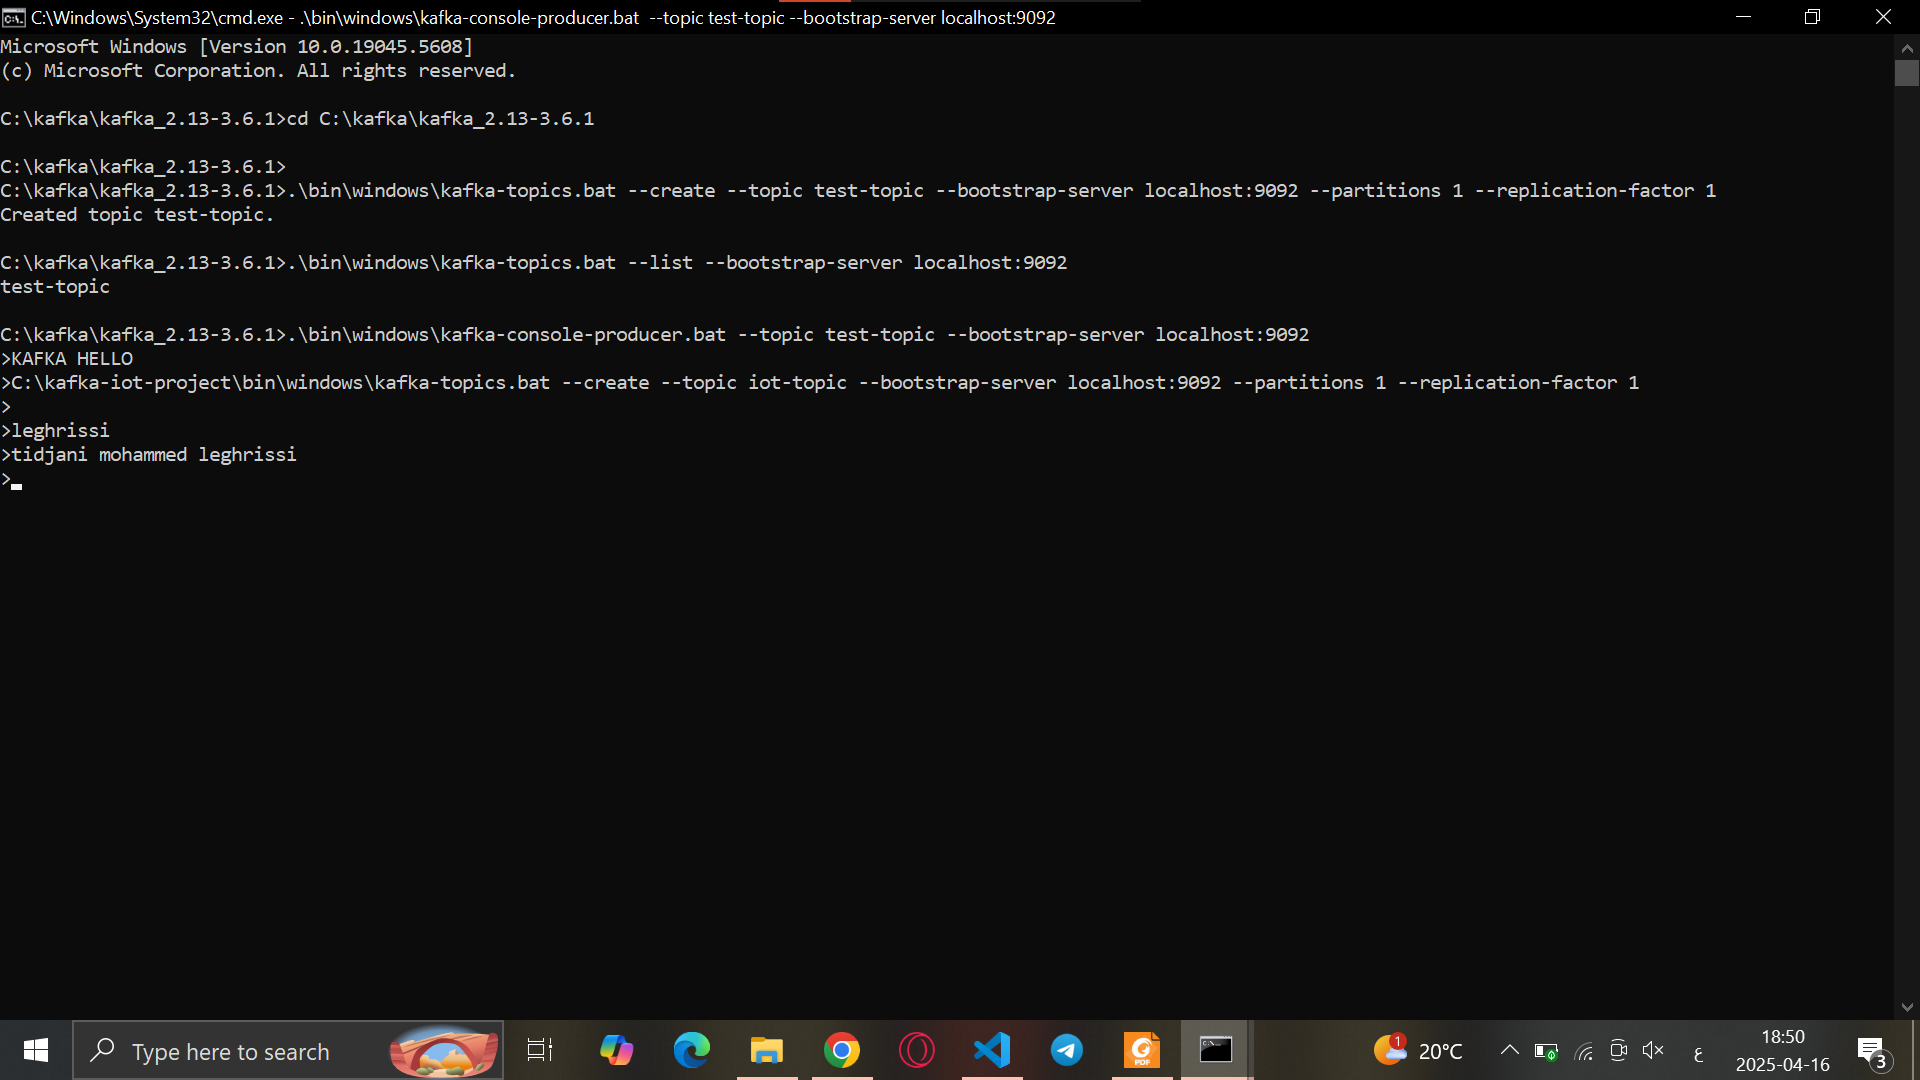 C:\Windows\System32\cmd.exe - .\bin\windows\kafka-console-producer.bat  --topic test-topic --bootstrap-server localhost:9092
Microsoft Windows [Version 10.0.19045.5608]
(c) Microsoft Corporation. All rights reserved.
C:\kafka\kafka_2.13-3.6.1>cd C:\kafka\kafka_2.13-3.6.1
C:\kafka\kafka_2.13-3.6.1>
C:\kafka\kafka_2.13-3.6.1>.\bin\windows\kafka-topics.bat --create --topic test-topic --bootstrap-server localhost:9092 --partitions 1 --replication-factor 1
Created topic test-topic.
C:\kafka\kafka_2.13-3.6.1>.\bin\windows\kafka-topics.bat --list --bootstrap-server localhost:9092
test-topic
C:\kafka\kafka_2.13-3.6.1>.\bin\windows\kafka-console-producer.bat --topic test-topic --bootstrap-server localhost:9092
>KAFKA HELLO
>C:\kafka-iot-project\bin\windows\kafka-topics.bat --create --topic iot-topic --bootstrap-server localhost:9092 --partitions 1 --replication-factor 1
>
>leghrissi
>tidjani mohammed leghrissi
>
Type here to search
PDF
1
20°C
ع
18:50
2025-04-16
3